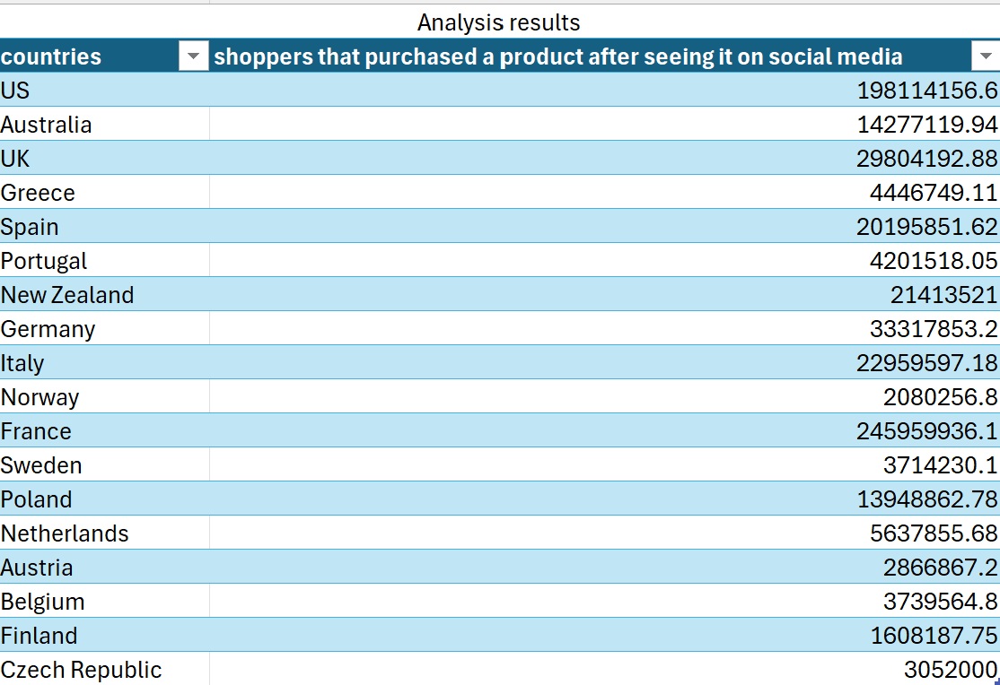 Analysis results
countries shoppers that purchased a product after seeing it on social media
US 198114156.6
Australia 14277119.94
UK 29804192.88
Greece 4446749.11
Spain 20195851.62
Portugal 4201518.05
New Zealand 21413521
Germany 33317853.2
Italy 22959597.18
Norway 2080256.8
France 245959936.1
Sweden 3714230.1
Poland 13948862.78
Netherlands 5637855.68
Austria 2866867.2
Belgium 3739564.8
Finland 1608187.75
Czech Republic 3052000